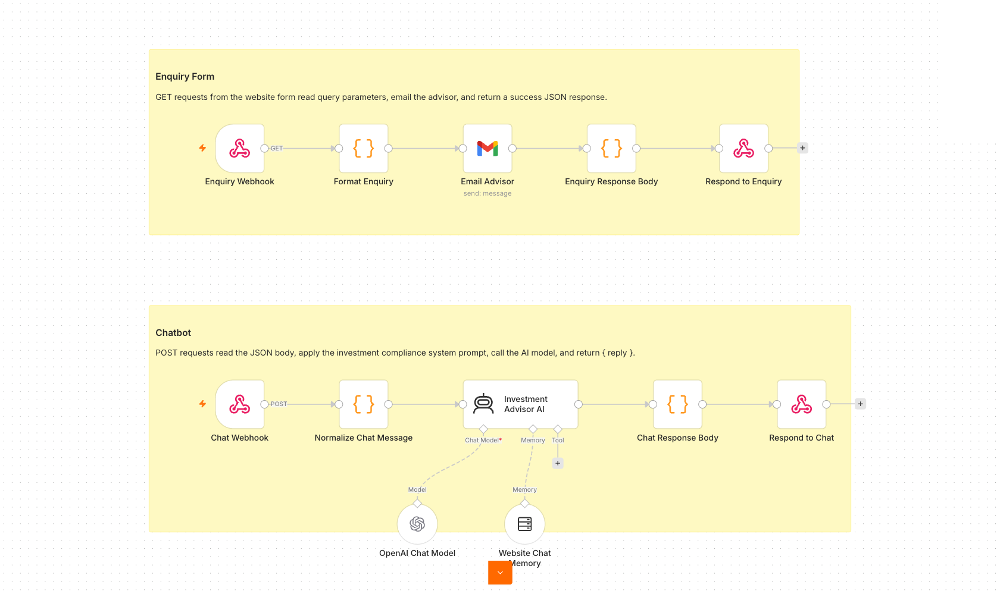 Enquiry Form
GET requests from the website form read query parameters, email the advisor, and return a success JSON response.
GET
Enquiry Webhook
Format Enquiry
Email Advisor
send: message
Enquiry Response Body
Respond to Enquiry
Chatbot
POST requests read the JSON body, apply the investment compliance system prompt, call the AI model, and return { reply }.
POST
Investment
Advisor AI
Chat Webhook
Normalize Chat Message
Chat Response Body
Respond to Chat
Chat Model*
Memory
Tool
Model
Memory
OpenAI Chat Model
Website Chat
Memory